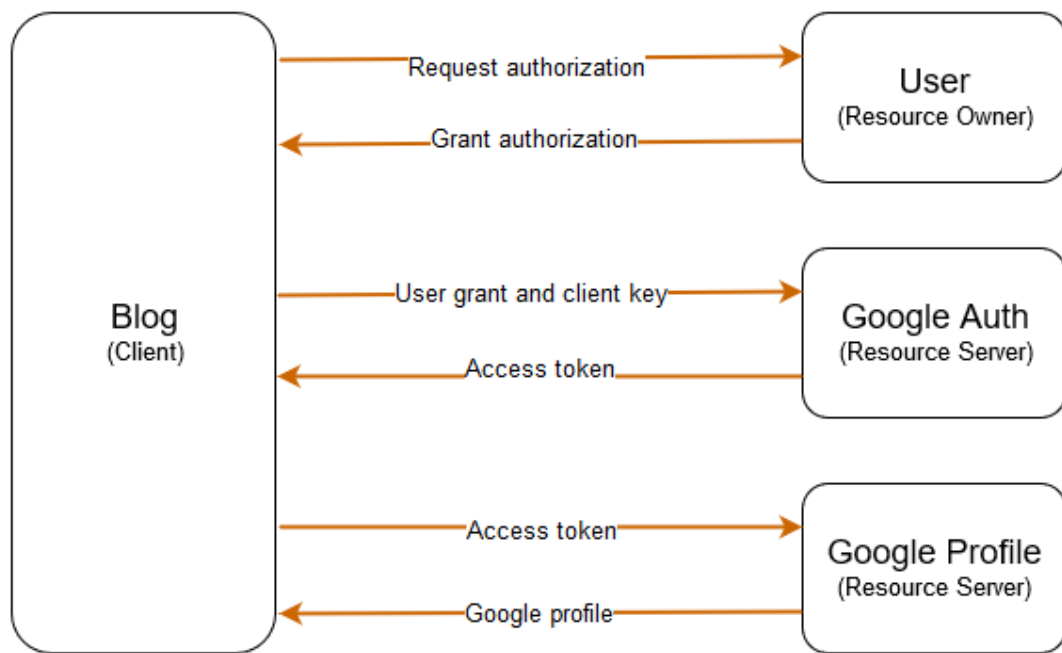 Request authorization
User
(Resource Owner)
Grant authorization
Blog
(Client)
User grant and client key
Google Auth
(Resource Server)
Access token
Access token
Google Profile
(Resource Server)
Google profile